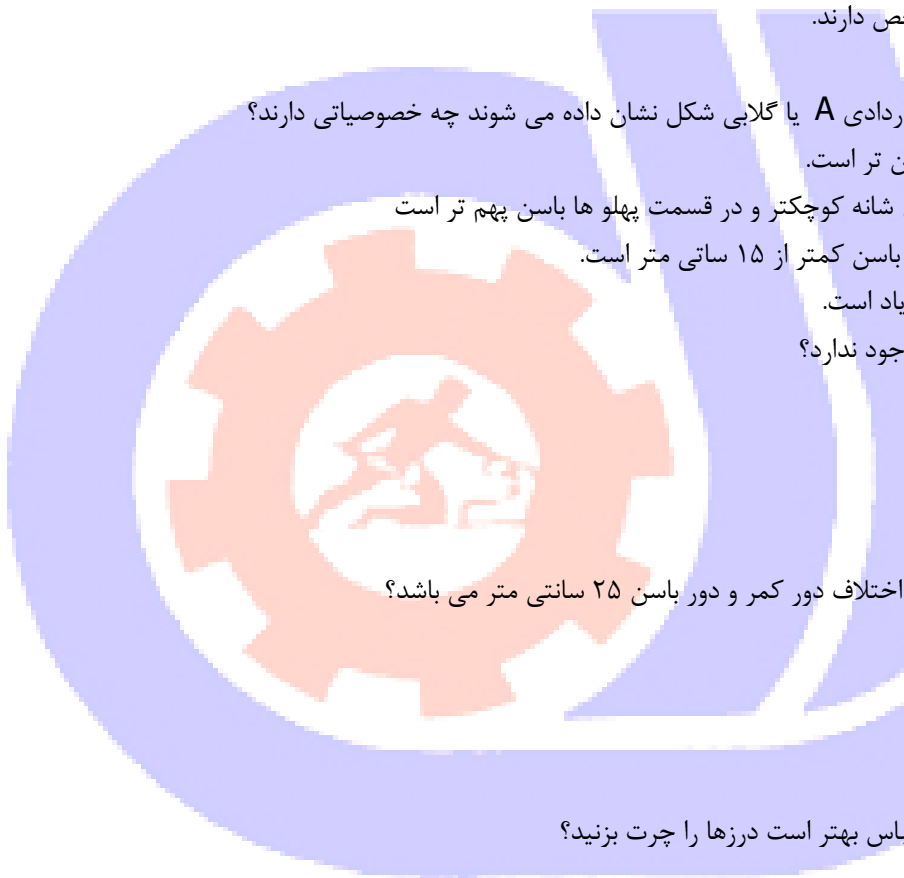 خص دارند.
ردادی A یا گلابی شکل نشان داده می شوند چه خصوصیاتی دارند؟
ن تر است.
شانه کوچکتر و در قسمت پهلو ها باسن پهم تر است
باسن کمتر از ۱۵ ساتی متر است.
یاد است.
جود ندارد؟
اختلاف دور کمر و دور باسن ۲۵ سانتی متر می باشد؟
باس بهتر است درزها را چرت بزنید؟